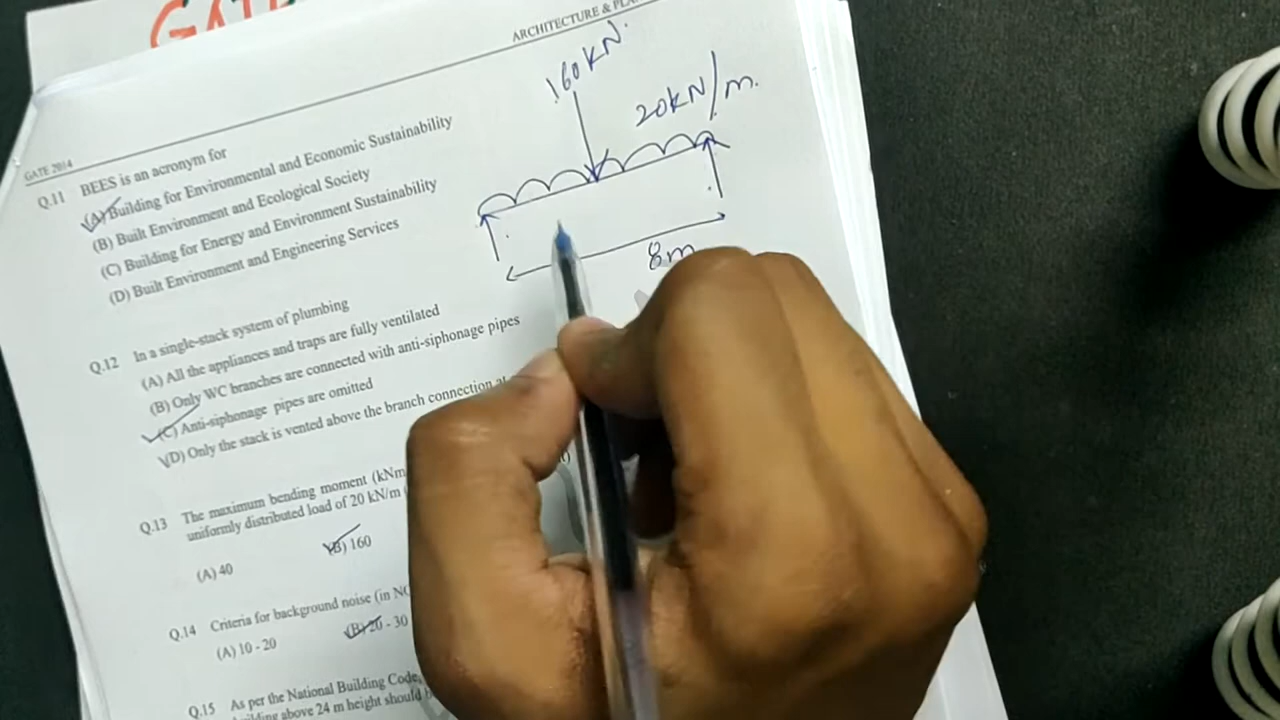 GATE
ARCHITECTURE &
GATE 2014
160kN.
20kN/m.
8m
Q.11 BEES is an acronym for
(A) Building for Environmental and Economic Sustainability
(B) Built Environment and Ecological Society
(C) Building for Energy and Environment Sustainability
(D) Built Environment and Engineering Services
Q.12 In a single-stack system of plumbing
(A) All the appliances and traps are fully ventilated
(B) Only WC branches are connected with anti-siphonage pipes
(C) Anti-siphonage pipes are omitted
(D) Only the stack is vented above the branch connection
Q.13 The maximum bending moment (kNm
uniformly distributed load of 20 kN/m
(A) 40 (B) 160
Q.14 Criteria for background noise (in
(A) 10 - 20 (B) 20 - 30
Q.15 As per the National Building Code,
building above 24 m height should